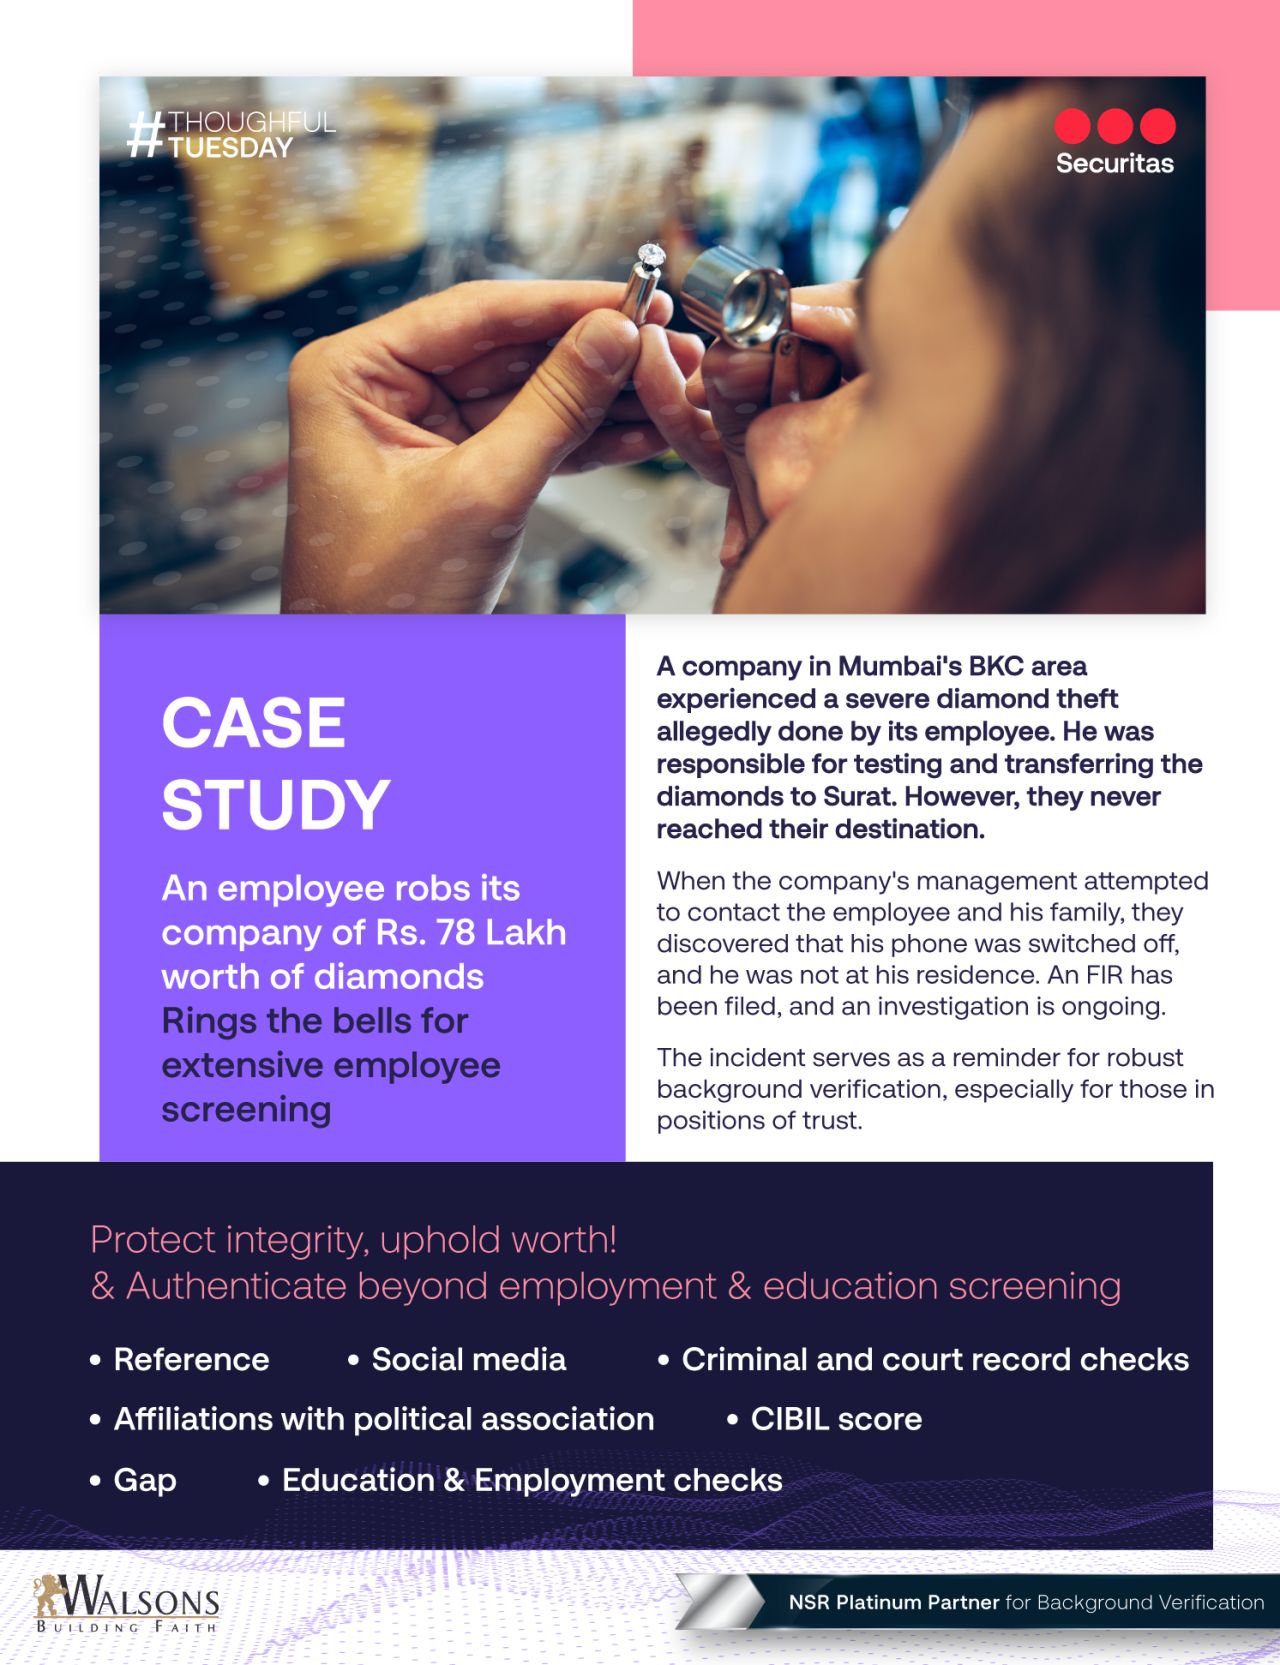 #THOUGHFUL
TUESDAY
Securitas
CASE
STUDY
An employee robs its
company of Rs. 78 Lakh
worth of diamonds
Rings the bells for
extensive employee
screening
A company in Mumbai's BKC area
experienced a severe diamond theft
allegedly done by its employee. He was
responsible for testing and transferring the
diamonds to Surat. However, they never
reached their destination.
When the company's management attempted
to contact the employee and his family, they
discovered that his phone was switched off,
and he was not at his residence. An FIR has
been filed, and an investigation is ongoing.
The incident serves as a reminder for robust
background verification, especially for those in
positions of trust.
Protect integrity, uphold worth!
& Authenticate beyond employment & education screening
• Reference • Social media • Criminal and court record checks
• Affiliations with political association • CIBIL score
• Gap • Education & Employment checks
WALSONS
BUILDING FAITH
NSR Platinum Partner for Background Verification